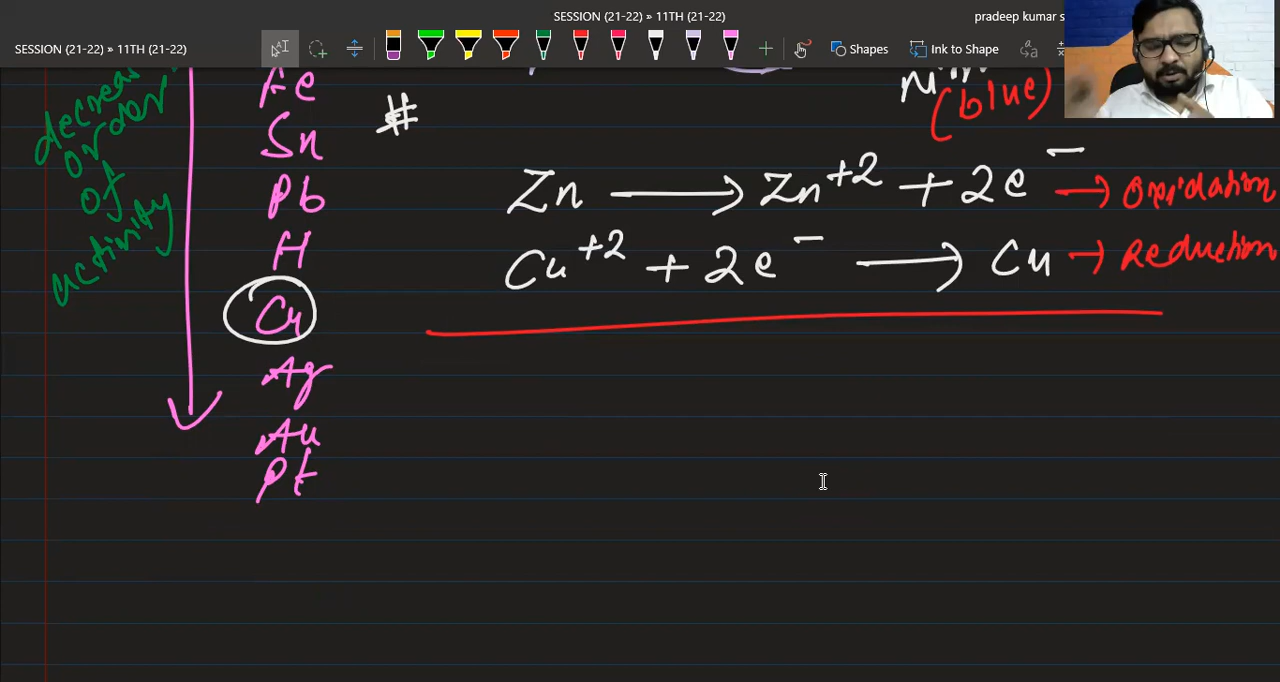 SESSION (21-22) » 11TH (21-22)
pradeep kumar s
SESSION (21-22) » 11TH (21-22)
Shapes
Ink to Shape
decreas
order
of
activity
Fe
Sn
Pb
H
Cu
Ag
Au
Pt
#
(blue)
Zn ⟶ Zn+2 + 2e− → Oxidation
Cu+2 + 2e− ⟶ Cu → Reduction